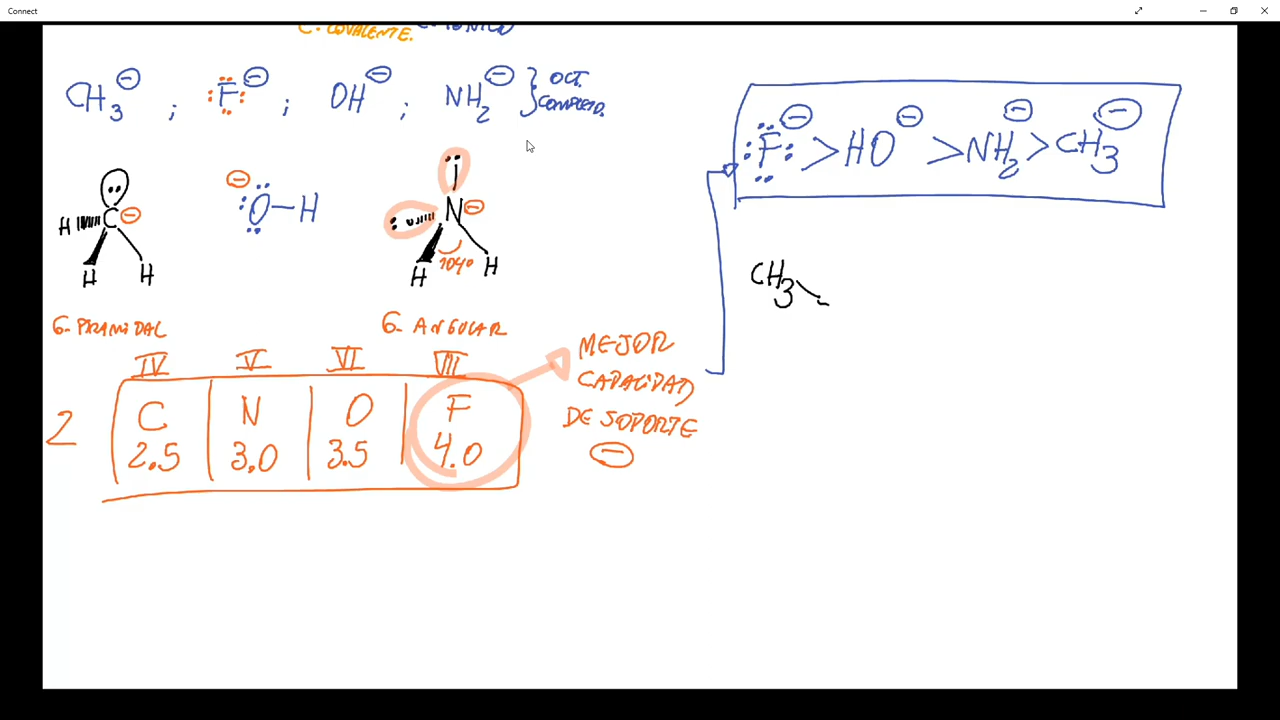 Connect
C. COVALENTE.
CH3⊖ ; :F:⊖ ; OH⊖ ; NH2⊖ } OCT. COMPLETO.
:F:⊖ > HO⊖ > NH2⊖ > CH3⊖
H C⊖ H H
⊖ :O-H
N⊖ H 104° H
CH3
G. PIRAMIDAL
G. ANGULAR
IV V VI VII
2 C N O F
2.5 3.0 3.5 4.0
MEJOR
CAPACIDAD
DE SOPORTE
⊖